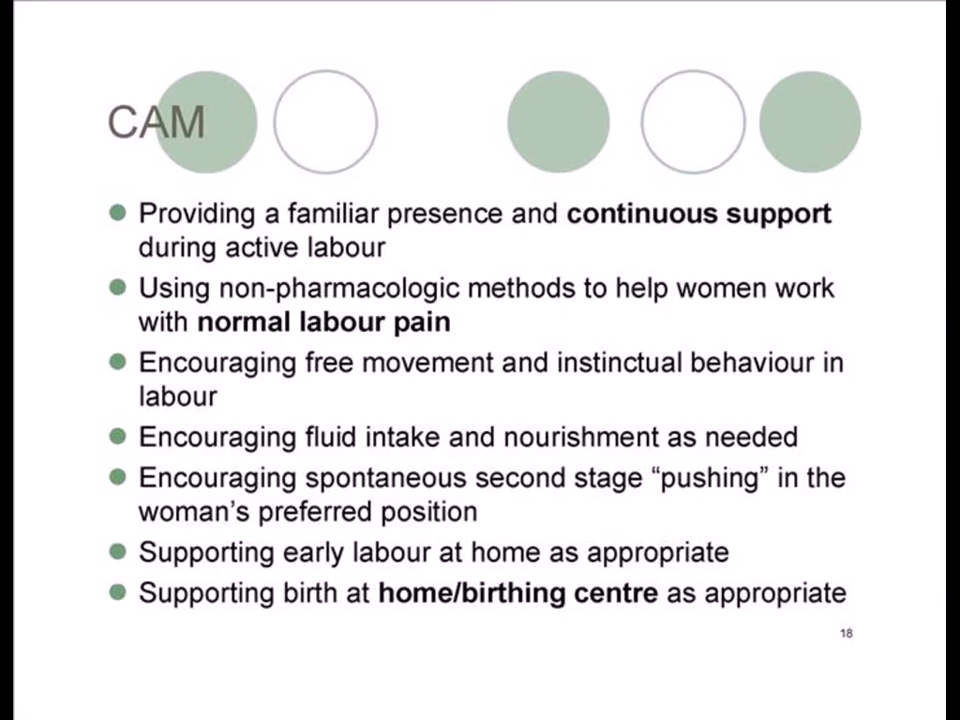 CAM
Providing a familiar presence and continuous support
during active labour
Using non-pharmacologic methods to help women work
with normal labour pain
Encouraging free movement and instinctual behaviour in
labour
Encouraging fluid intake and nourishment as needed
Encouraging spontaneous second stage “pushing” in the
woman’s preferred position
Supporting early labour at home as appropriate
Supporting birth at home/birthing centre as appropriate
18